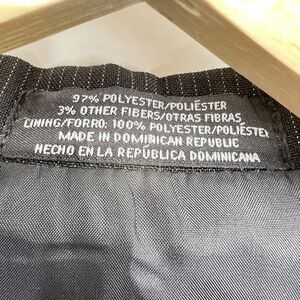 97% POLYESTER/POLIÉSTER
3% OTHER FIBERS/OTRAS FIBRAS
LINING/FORRO: 100% POLYESTER/POLIÉSTER
MADE IN DOMINICAN REPUBLIC
HECHO EN LA REPÚBLICA DOMINICANA